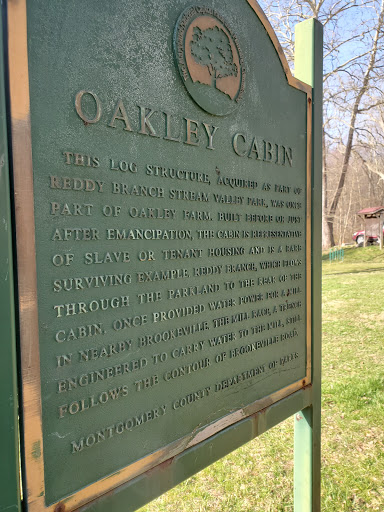 OAKLEY CABIN
THIS LOG STRUCTURE, ACQUIRED AS PART OF
REDDY BRANCH STREAM VALLEY PARK, WAS ONCE
PART OF OAKLEY FARM. BUILT BEFORE OR JUST
AFTER EMANCIPATION, THE CABIN IS REPRESENTATIVE
OF SLAVE OR TENANT HOUSING AND IS A RARE
SURVIVING EXAMPLE. REDDY BRANCH, WHICH FLOWS
THROUGH THE PARKLAND TO THE REAR OF THE
CABIN, ONCE PROVIDED WATER POWER FOR A MILL
IN NEARBY BROOKEVILLE. THE MILL RACE, A TRENCH
ENGINEERED TO CARRY WATER TO THE MILL, STILL
FOLLOWS THE CONTOUR OF BROOKEVILLE ROAD.
MONTGOMERY COUNTY DEPARTMENT OF PARKS